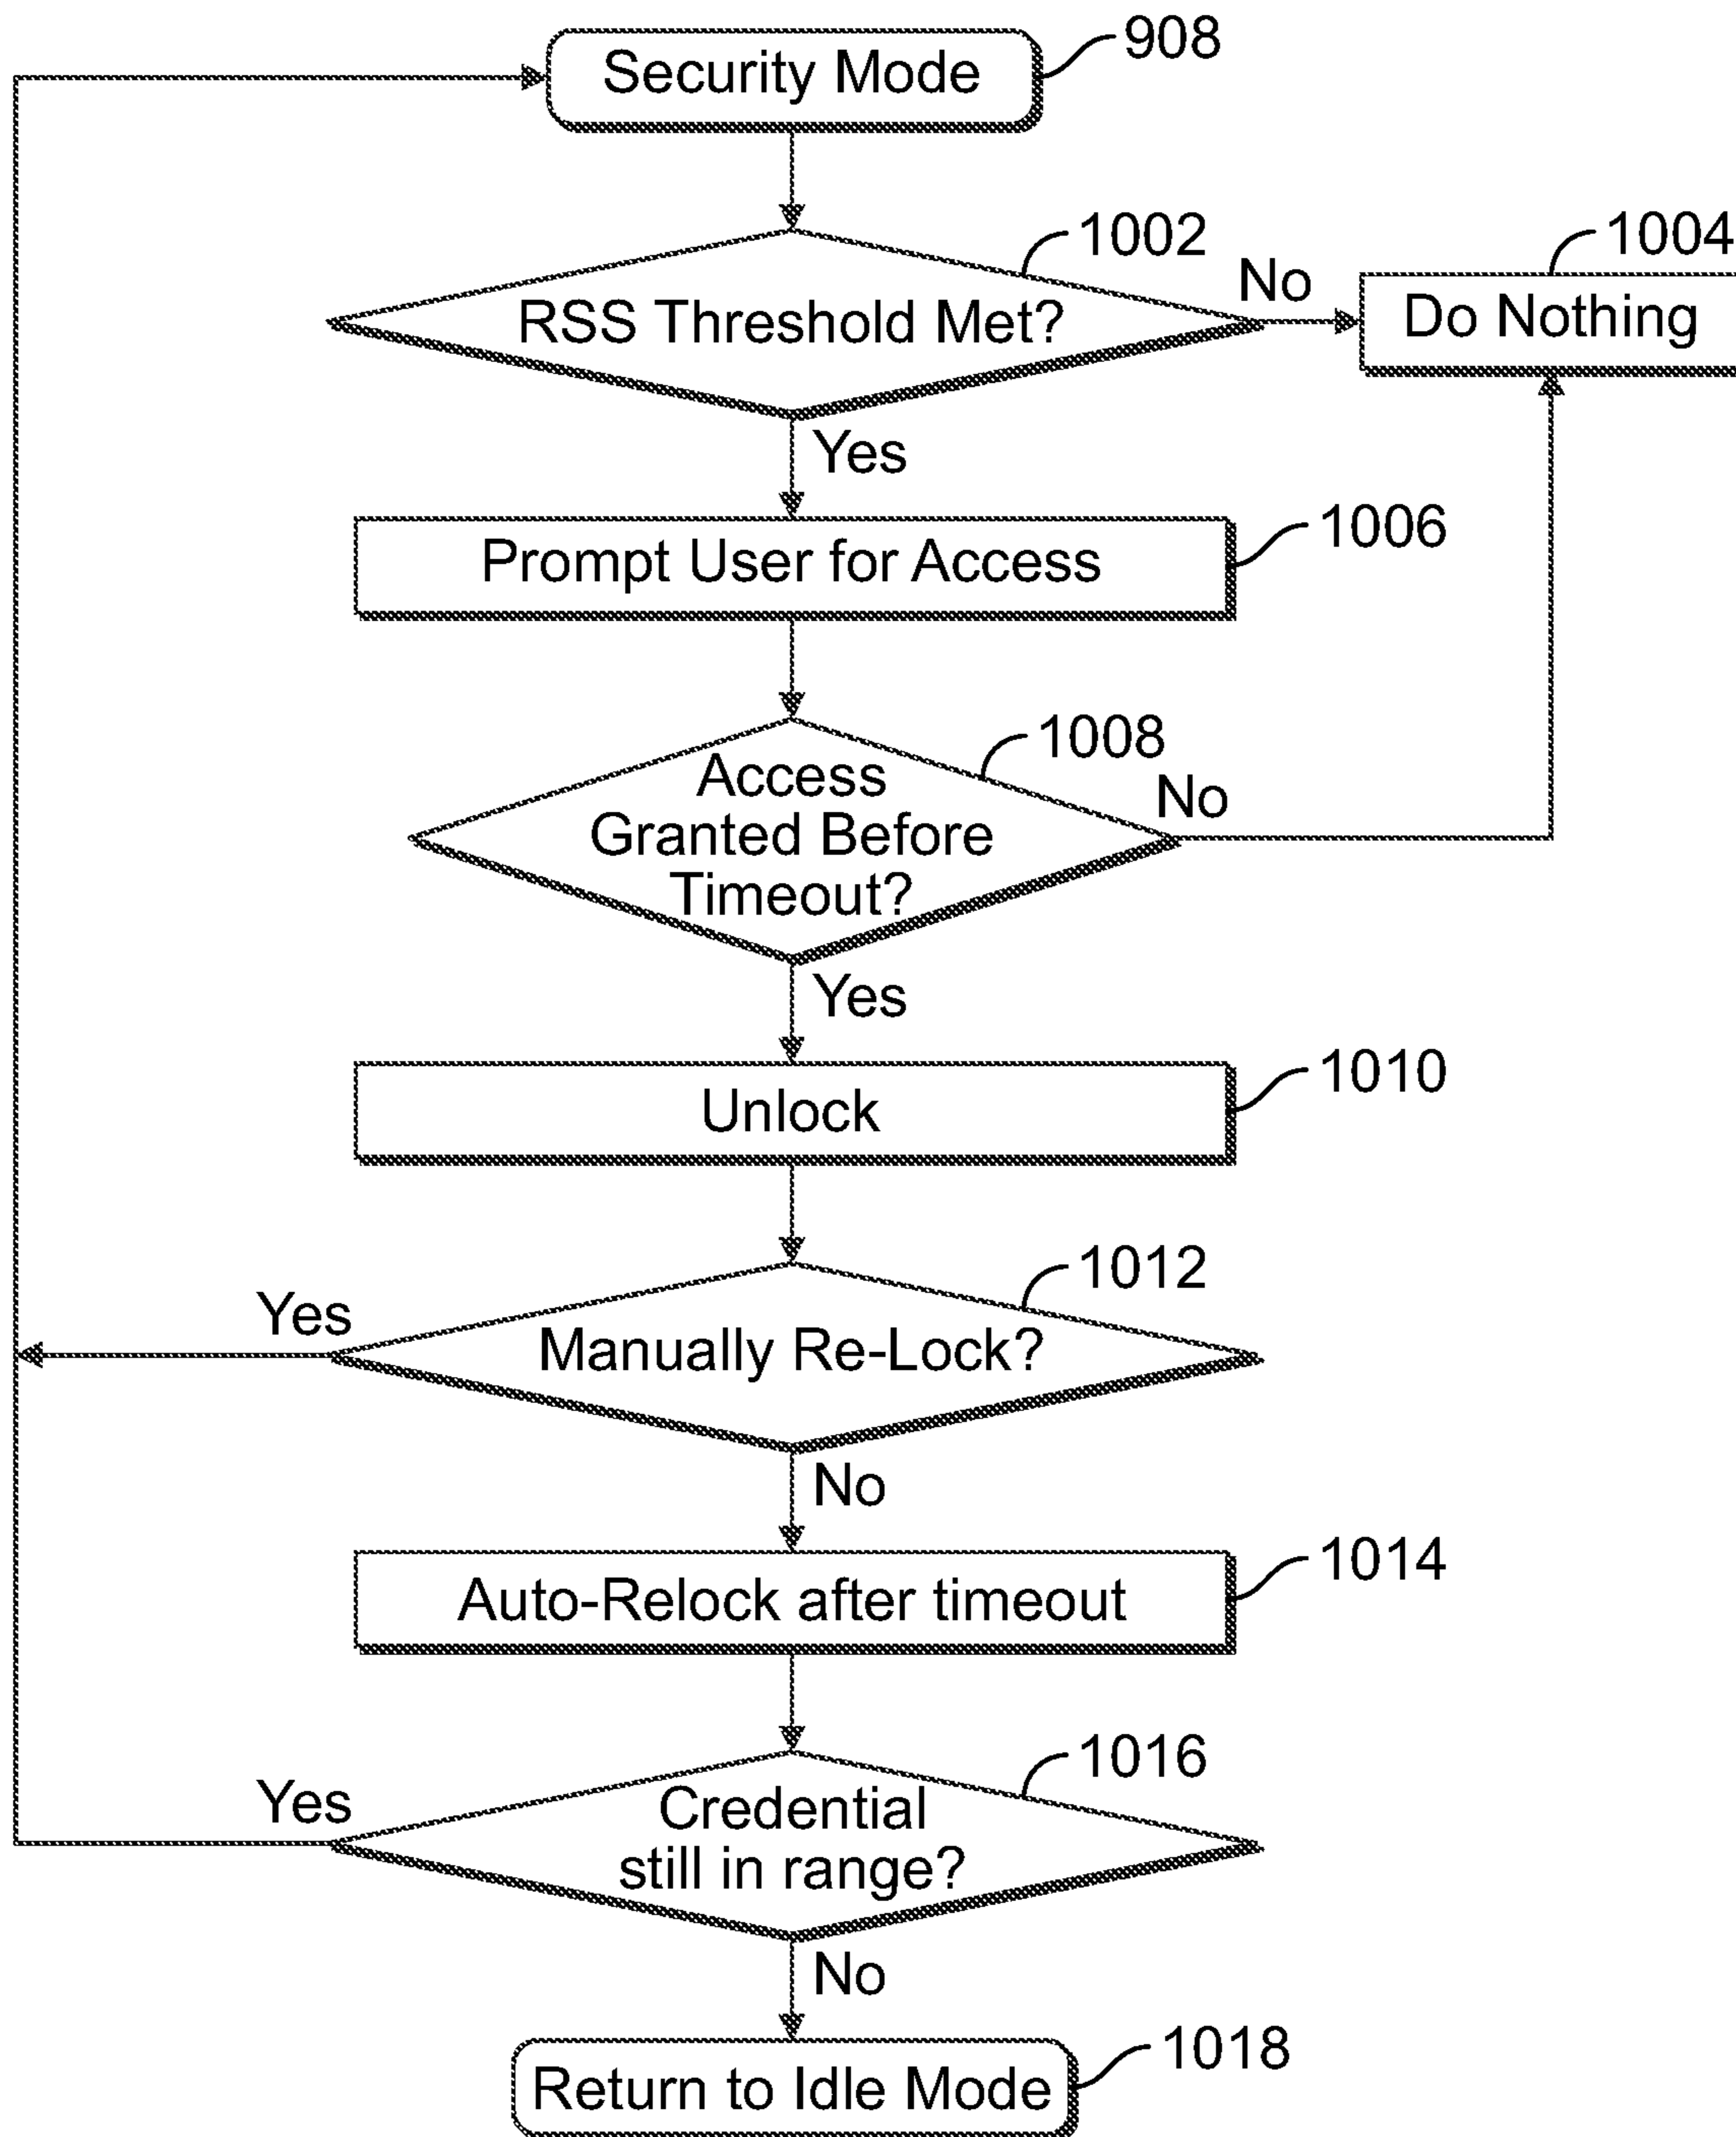 Security Mode
908
RSS Threshold Met?
1002
No
Do Nothing
1004
Yes
Prompt User for Access
1006
Access
Granted Before
Timeout?
1008
No
Yes
Unlock
1010
Manually Re-Lock?
1012
Yes
No
Auto-Relock after timeout
1014
Credential
still in range?
1016
Yes
No
Return to Idle Mode
1018